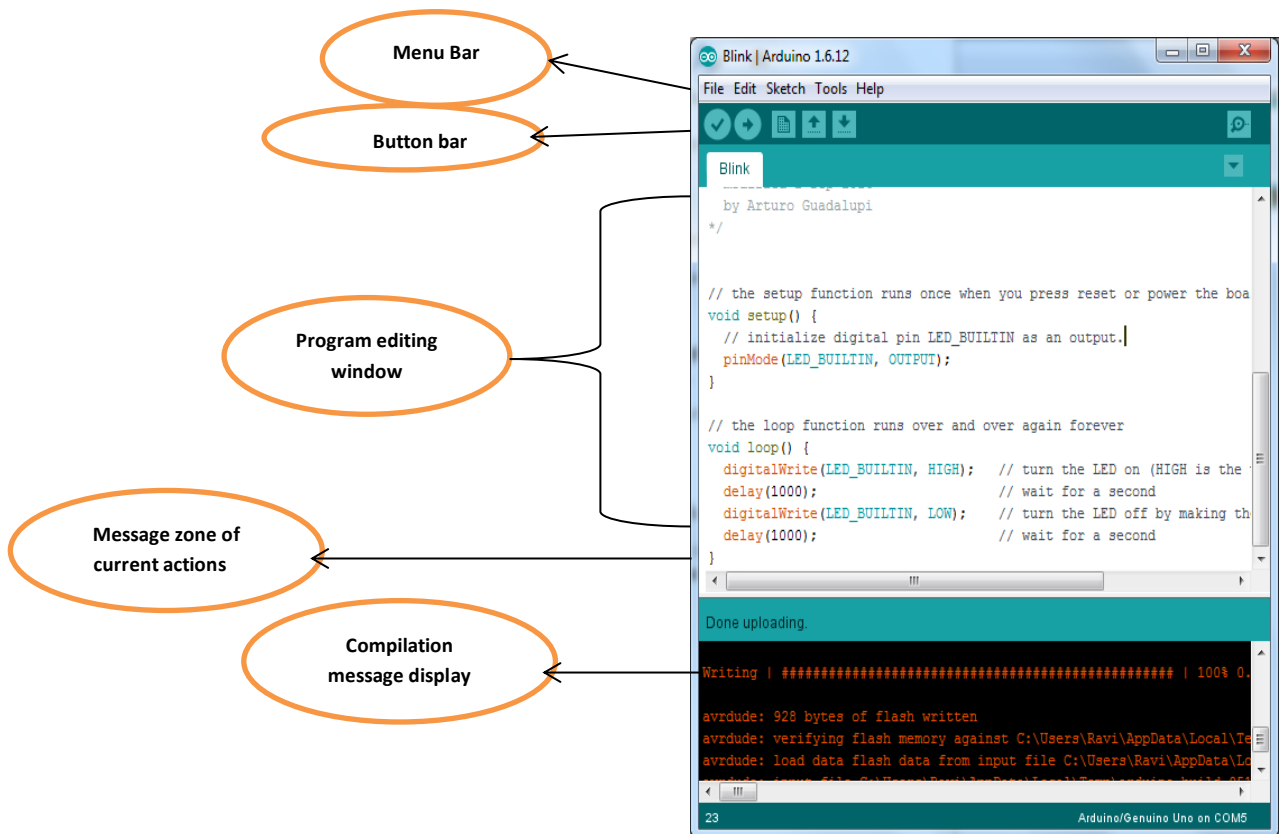 Menu Bar
Button bar
Program editing
window
Message zone of
current actions
Compilation
message display
Blink | Arduino 1.6.12
File Edit Sketch Tools Help
Blink
by Arturo Guadalupi
*/
// the setup function runs once when you press reset or power the boa
void setup() {
// initialize digital pin LED_BUILTIN as an output.
pinMode(LED_BUILTIN, OUTPUT);
}
// the loop function runs over and over again forever
void loop() {
digitalWrite(LED_BUILTIN, HIGH);   // turn the LED on (HIGH is the
delay(1000);                       // wait for a second
digitalWrite(LED_BUILTIN, LOW);    // turn the LED off by making th
delay(1000);                       // wait for a second
}
Done uploading.
Writing | ################################################## | 100% 0.
avrdude: 928 bytes of flash written
avrdude: verifying flash memory against C:\Users\Ravi\AppData\Local\Te
avrdude: load data flash data from input file C:\Users\Ravi\AppData\Lo
23
Arduino/Genuino Uno on COM5